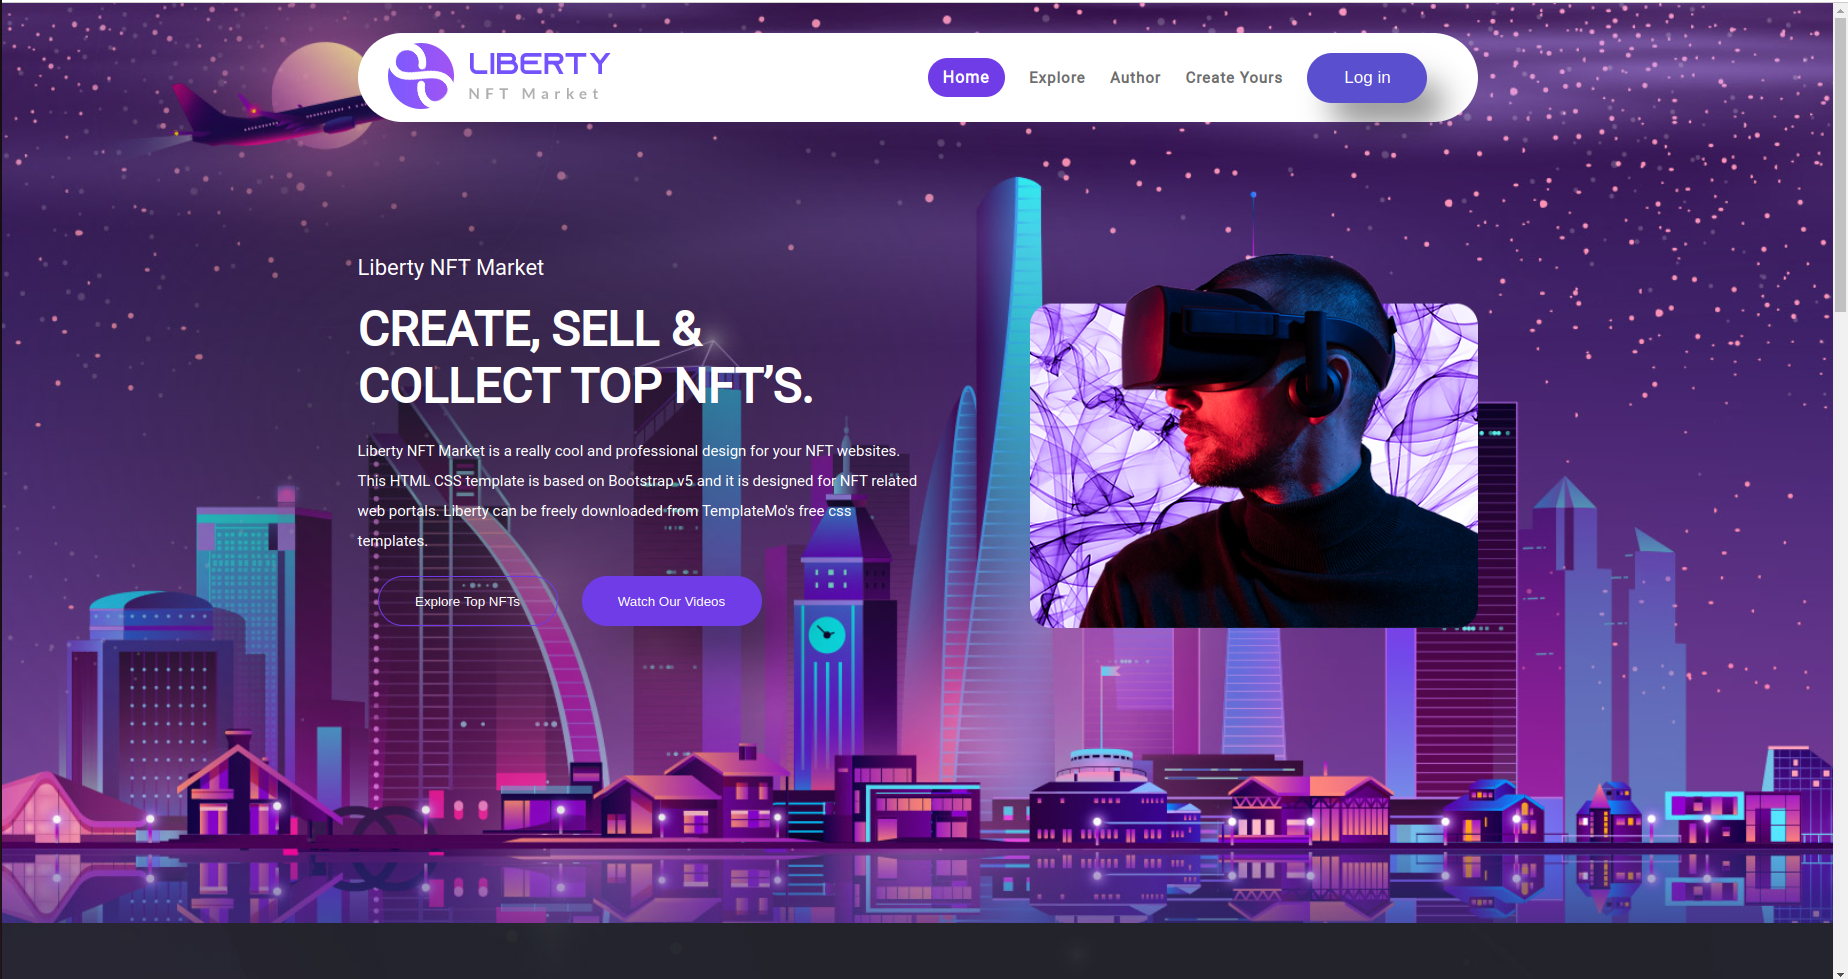 LIBERTY
NFT Market
Home
Explore
Author
Create Yours
Log in
Liberty NFT Market
CREATE, SELL &
COLLECT TOP NFT’S.
Liberty NFT Market is a really cool and professional design for your NFT websites.
This HTML CSS template is based on Bootstrap v5 and it is designed for NFT related
web portals. Liberty can be freely downloaded from TemplateMo's free css
templates.
Explore Top NFTs
Watch Our Videos